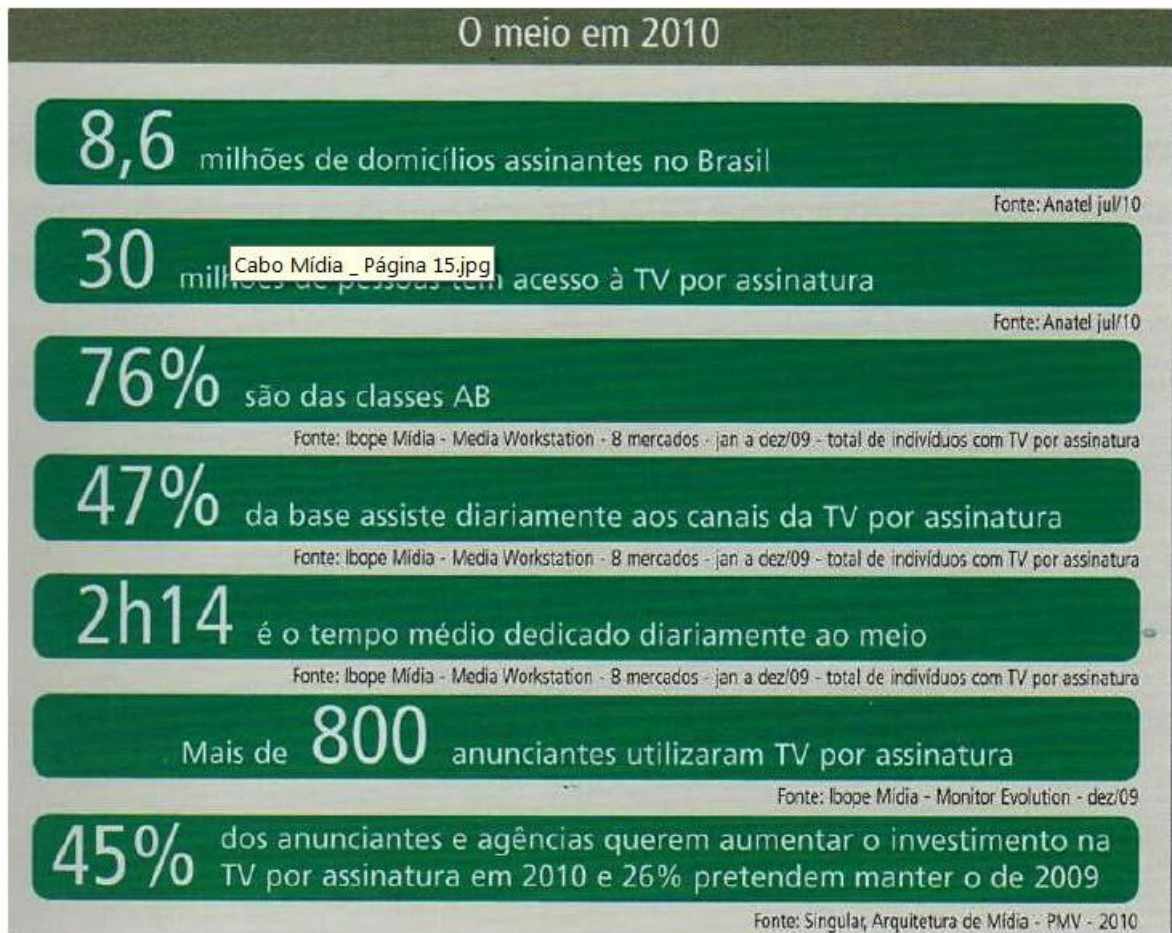 O meio em 2010
8,6 milhões de domicílios assinantes no Brasil
Fonte: Anatel jul/10
30 milhões de pessoas têm acesso à TV por assinatura
Cabo Mídia _ Página 15.jpg
Fonte: Anatel jul/10
76% são das classes AB
Fonte: Ibope Mídia - Media Workstation - 8 mercados - jan a dez/09 - total de indivíduos com TV por assinatura
47% da base assiste diariamente aos canais da TV por assinatura
Fonte: Ibope Mídia - Media Workstation - 8 mercados - jan a dez/09 - total de indivíduos com TV por assinatura
2h14 é o tempo médio dedicado diariamente ao meio
Fonte: Ibope Mídia - Media Workstation - 8 mercados - jan a dez/09 - total de indivíduos com TV por assinatura
Mais de 800 anunciantes utilizaram TV por assinatura
Fonte: Ibope Mídia - Monitor Evolution - dez/09
45% dos anunciantes e agências querem aumentar o investimento na
TV por assinatura em 2010 e 26% pretendem manter o de 2009
Fonte: Singular, Arquitetura de Mídia - PMV - 2010